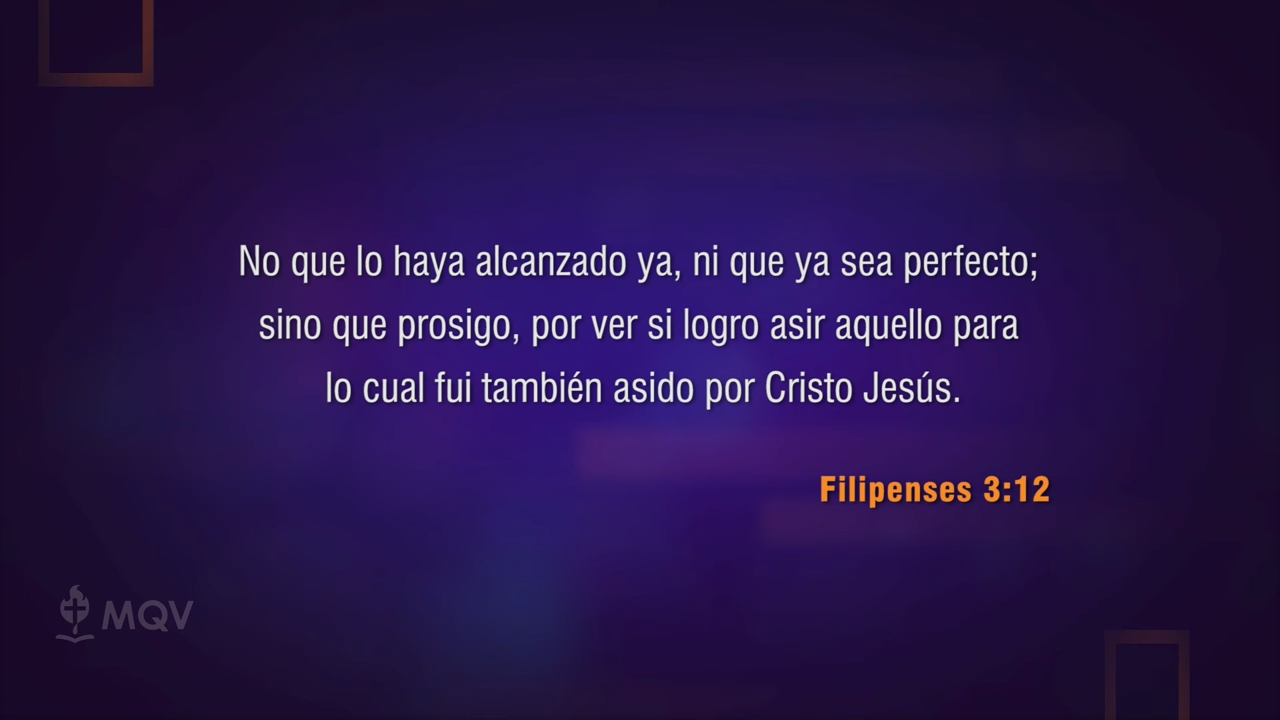 No que lo haya alcanzado ya, ni que ya sea perfecto;
sino que prosigo, por ver si logro asir aquello para
lo cual fui también asido por Cristo Jesús.
Filipenses 3:12
MQV